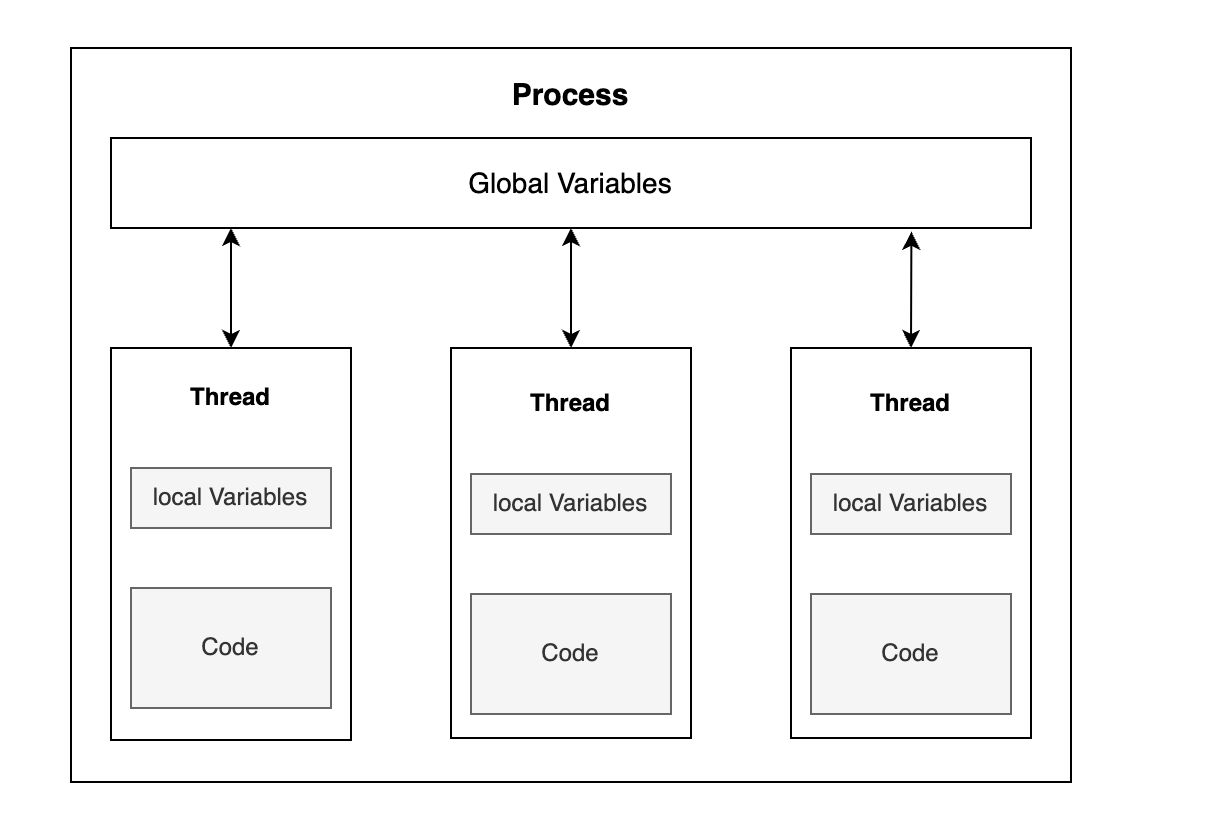 Process
Global Variables
Thread
Thread
Thread
local Variables
local Variables
local Variables
Code
Code
Code